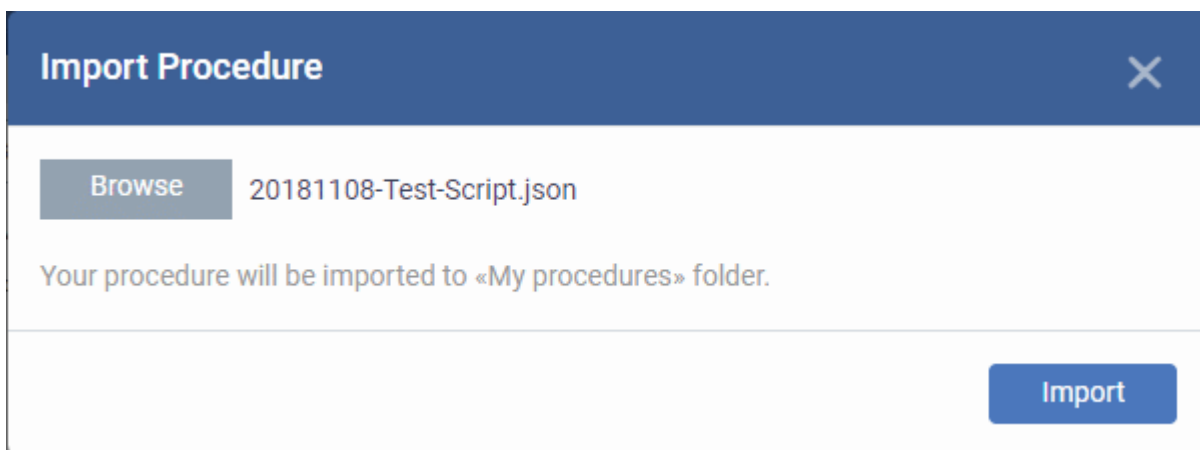 Import Procedure
Browse 20181108-Test-Script.json
Your procedure will be imported to «My procedures» folder.
Import